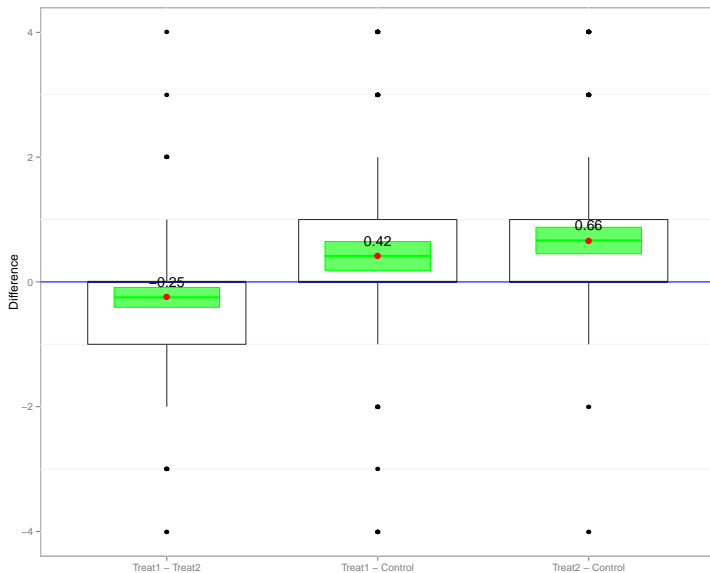 4
2
0
−2
−4
Difference
−0.25
0.42
0.66
Treat1 − Treat2
Treat1 − Control
Treat2 − Control